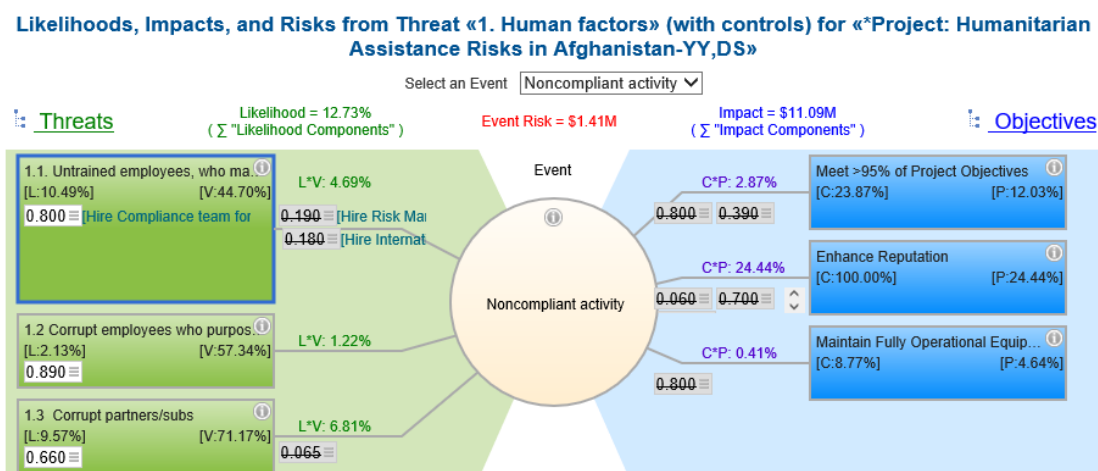 Likelihoods, Impacts, and Risks from Threat «1. Human factors» (with controls) for «*Project: Humanitarian
Assistance Risks in Afghanistan-YY,DS»
Select an Event Noncompliant activity
Threats
Likelihood = 12.73%
( ∑ "Likelihood Components" )
Event Risk = $1.41M
Impact = $11.09M
( ∑ "Impact Components" )
Objectives
1.1. Untrained employees, who ma...
[L:10.49%] [V:44.70%]
0.800 [Hire Compliance team for
L*V: 4.69%
0.190 [Hire Risk Ma
0.180 [Hire Internat
1.2 Corrupt employees who purpos...
[L:2.13%] [V:57.34%]
0.890
L*V: 1.22%
1.3 Corrupt partners/subs
[L:9.57%] [V:71.17%]
0.660
L*V: 6.81%
0.065
Event
Noncompliant activity
C*P: 2.87%
0.800 0.390
Meet >95% of Project Objectives
[C:23.87%] [P:12.03%]
C*P: 24.44%
0.060 0.700
Enhance Reputation
[C:100.00%] [P:24.44%]
C*P: 0.41%
0.800
Maintain Fully Operational Equip...
[C:8.77%] [P:4.64%]